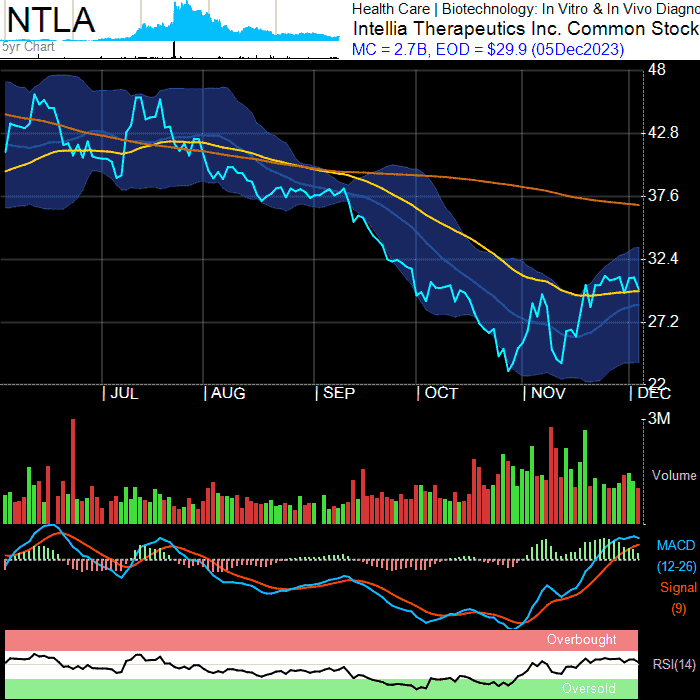 NTLA
Health Care | Biotechnology: In Vitro & In Vivo Diagno
Intellia Therapeutics Inc. Common Stock
MC = 2.7B, EOD = $29.9 (05Dec2023)
5yr Chart
48
42.8
37.6
32.4
27.2
22
| JUL
| AUG
| SEP
| OCT
| NOV
| DEC
3M
Volume
MACD
(12-26)
Signal
(9)
Overbought
RSI(14)
Oversold